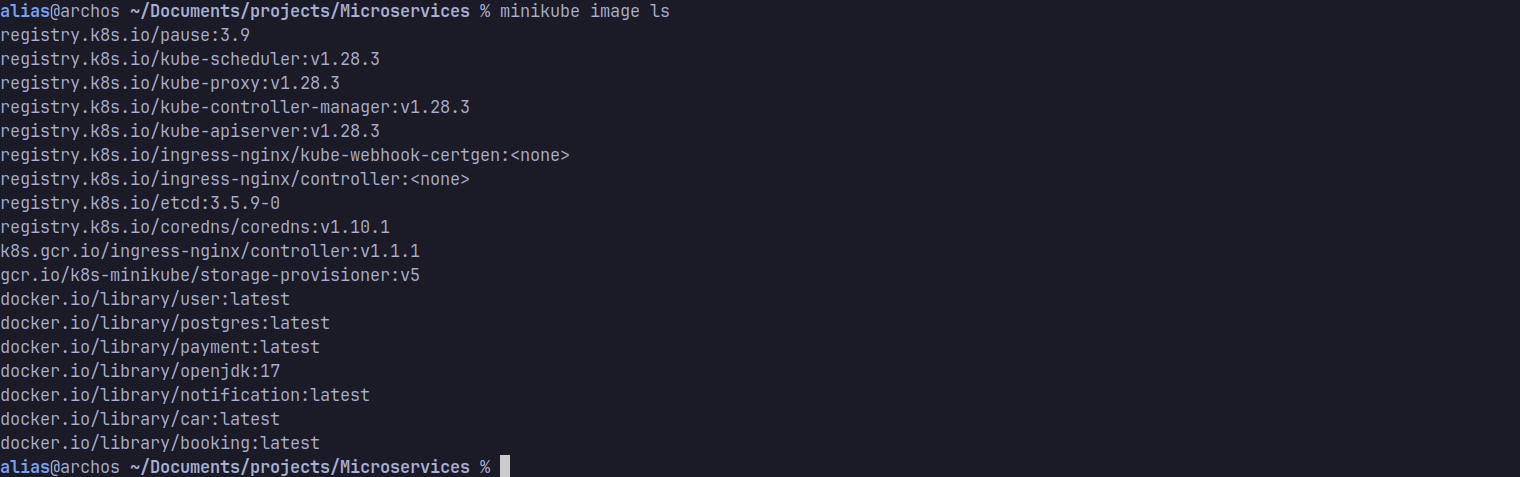 alias@archos ~/Documents/projects/Microservices % minikube image ls
registry.k8s.io/pause:3.9
registry.k8s.io/kube-scheduler:v1.28.3
registry.k8s.io/kube-proxy:v1.28.3
registry.k8s.io/kube-controller-manager:v1.28.3
registry.k8s.io/kube-apiserver:v1.28.3
registry.k8s.io/ingress-nginx/kube-webhook-certgen:<none>
registry.k8s.io/ingress-nginx/controller:<none>
registry.k8s.io/etcd:3.5.9-0
registry.k8s.io/coredns/coredns:v1.10.1
k8s.gcr.io/ingress-nginx/controller:v1.1.1
gcr.io/k8s-minikube/storage-provisioner:v5
docker.io/library/user:latest
docker.io/library/postgres:latest
docker.io/library/payment:latest
docker.io/library/openjdk:17
docker.io/library/notification:latest
docker.io/library/car:latest
docker.io/library/booking:latest
alias@archos ~/Documents/projects/Microservices %